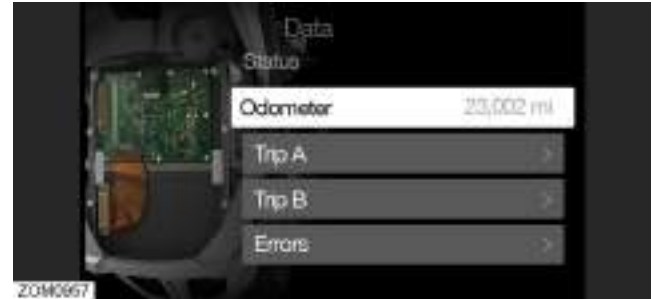 Data
Status
Odometer 23,002 mi
Trip A >
Trip B >
Errors >
ZOM0957